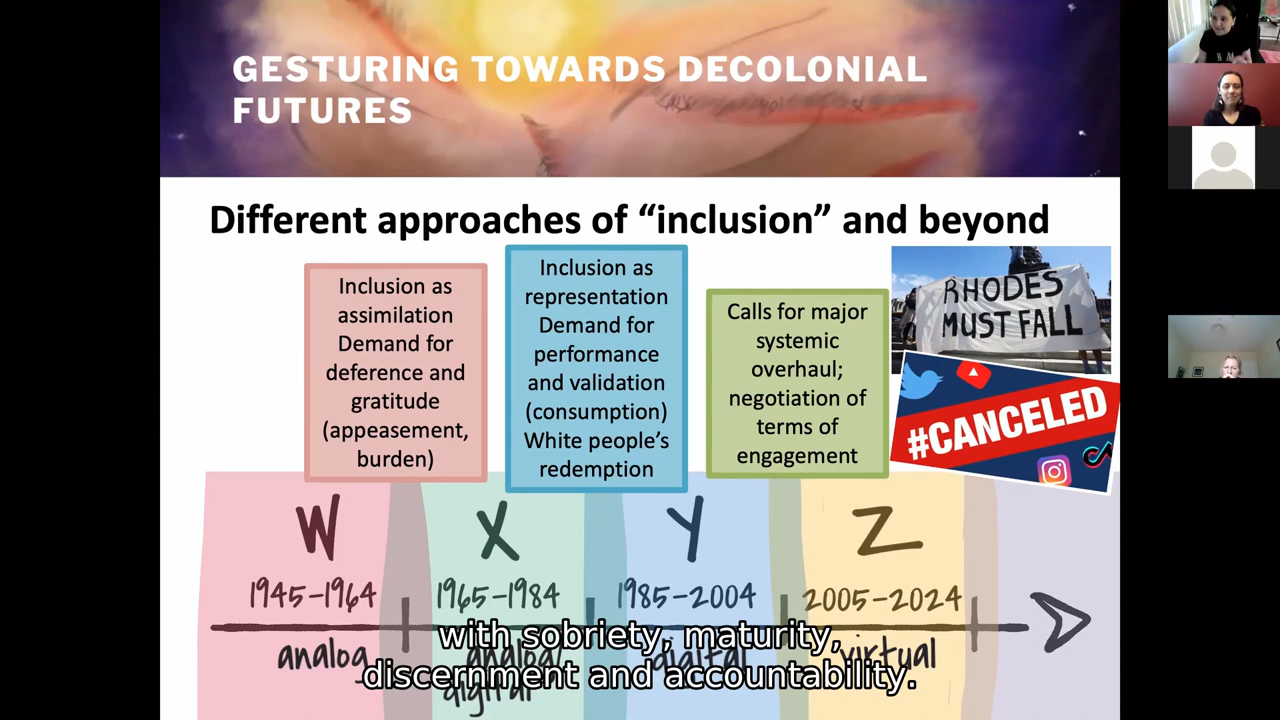 GESTURING TOWARDS DECOLONIAL
FUTURES
Different approaches of “inclusion” and beyond
Inclusion as
assimilation
Demand for
deference and
gratitude
(appeasement,
burden)
Inclusion as
representation
Demand for
performance
and validation
(consumption)
White people’s
redemption
Calls for major
systemic
overhaul;
negotiation of
terms of
engagement
RHODES
MUST FALL
#CANCELED
W
1945-1964
analog
X
1965-1984
analog/
digital
Y
1985-2004
digital
Z
2005-2024
virtual
with sobriety, maturity,
discernment and accountability.